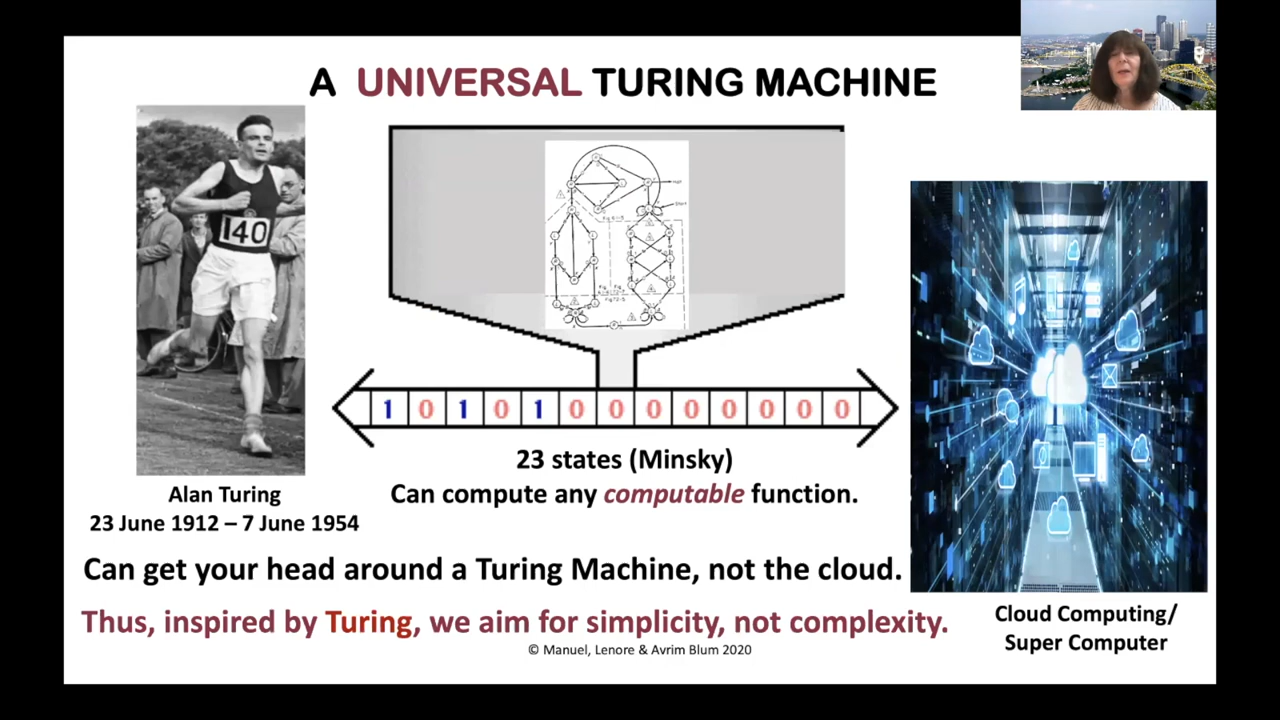 A UNIVERSAL TURING MACHINE
140
1 0 1 0 1 0 0 0 0 0 0 0 0
23 states (Minsky)
Can compute any computable function.
Alan Turing
23 June 1912 – 7 June 1954
Can get your head around a Turing Machine, not the cloud.
Thus, inspired by Turing, we aim for simplicity, not complexity.
Cloud Computing/
Super Computer
© Manuel, Lenore & Avrim Blum 2020